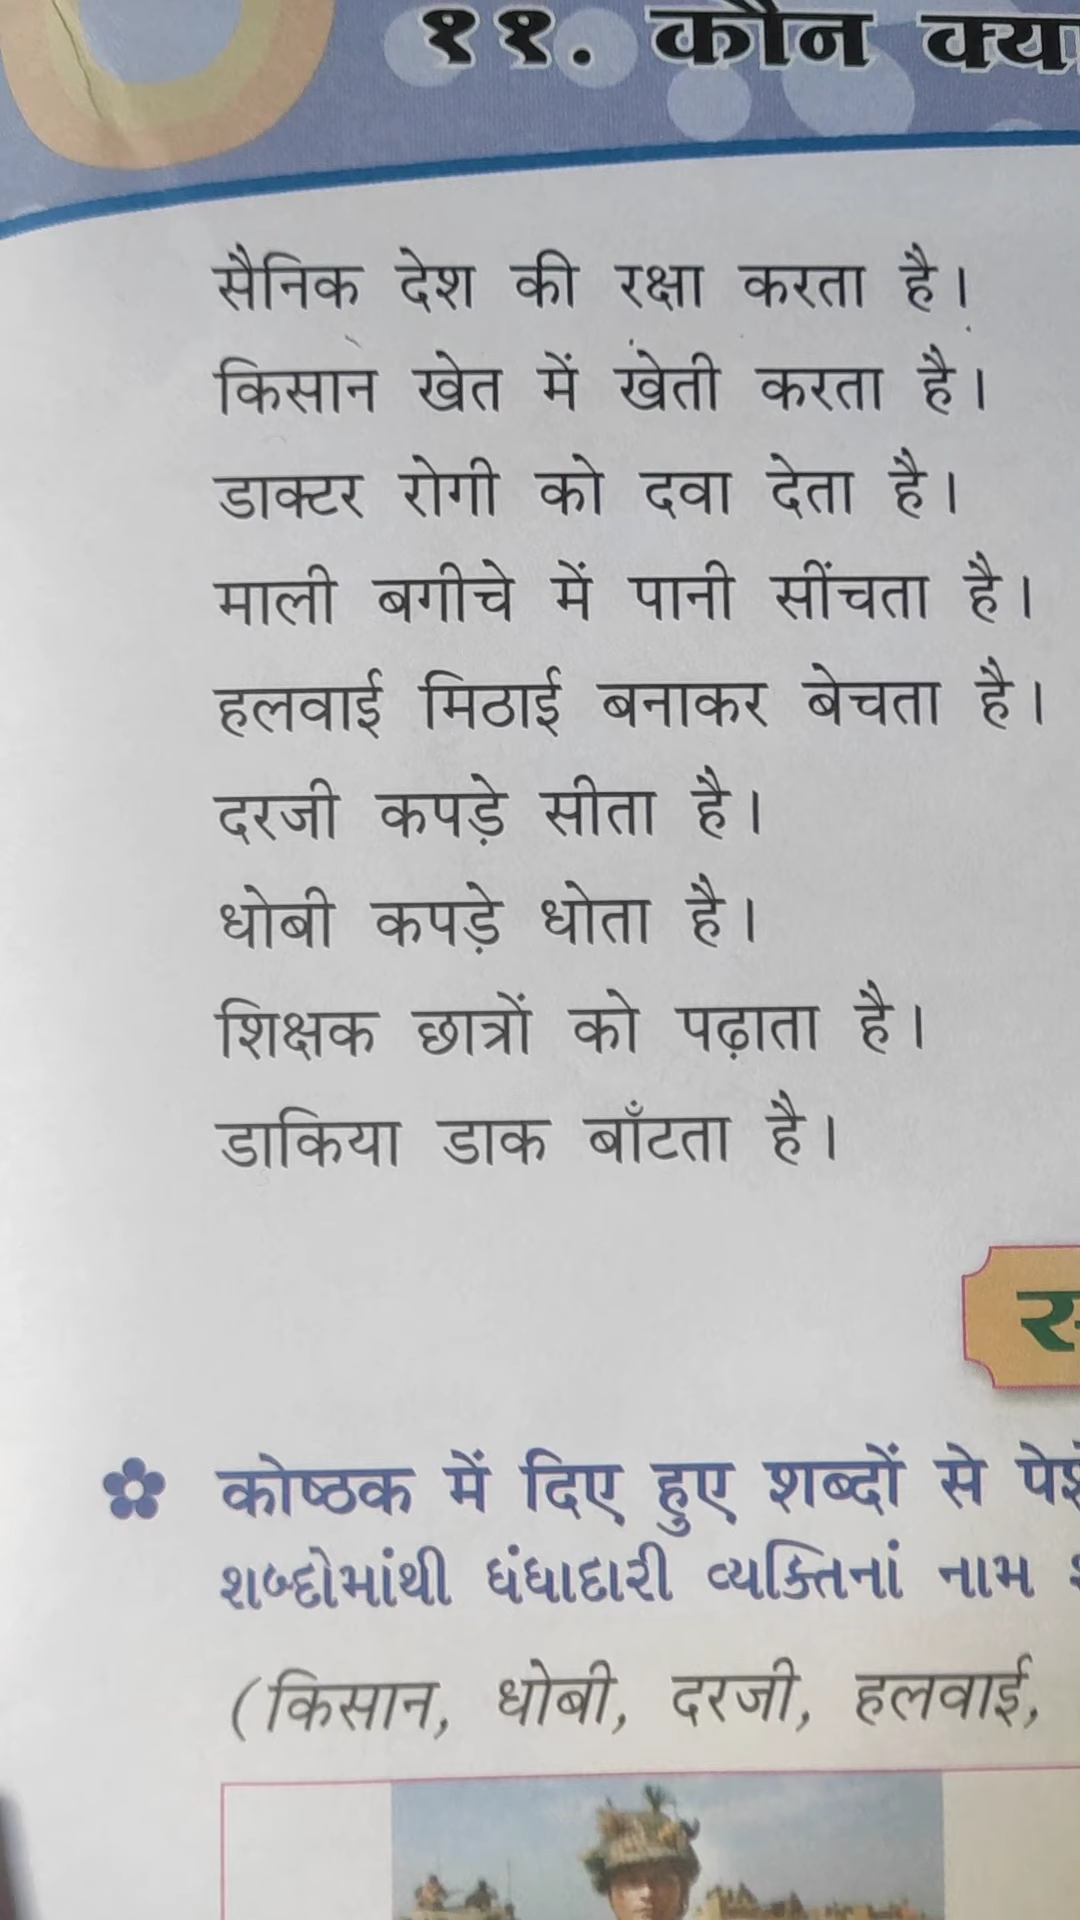 ११. कौन क्या
सैनिक देश की रक्षा करता है।
किसान खेत में खेती करता है।
डाक्टर रोगी को दवा देता है।
माली बगीचे में पानी सींचता है।
हलवाई मिठाई बनाकर बेचता है।
दरजी कपड़े सीता है।
धोबी कपड़े धोता है।
शिक्षक छात्रों को पढ़ाता है।
डाकिया डाक बाँटता है।
कोष्ठक में दिए हुए शब्दों से
શબ્દોમાંથી ધંધાદારી વ્યક્તિનાં નામ
(किसान, धोबी, दरजी, हलवाई,